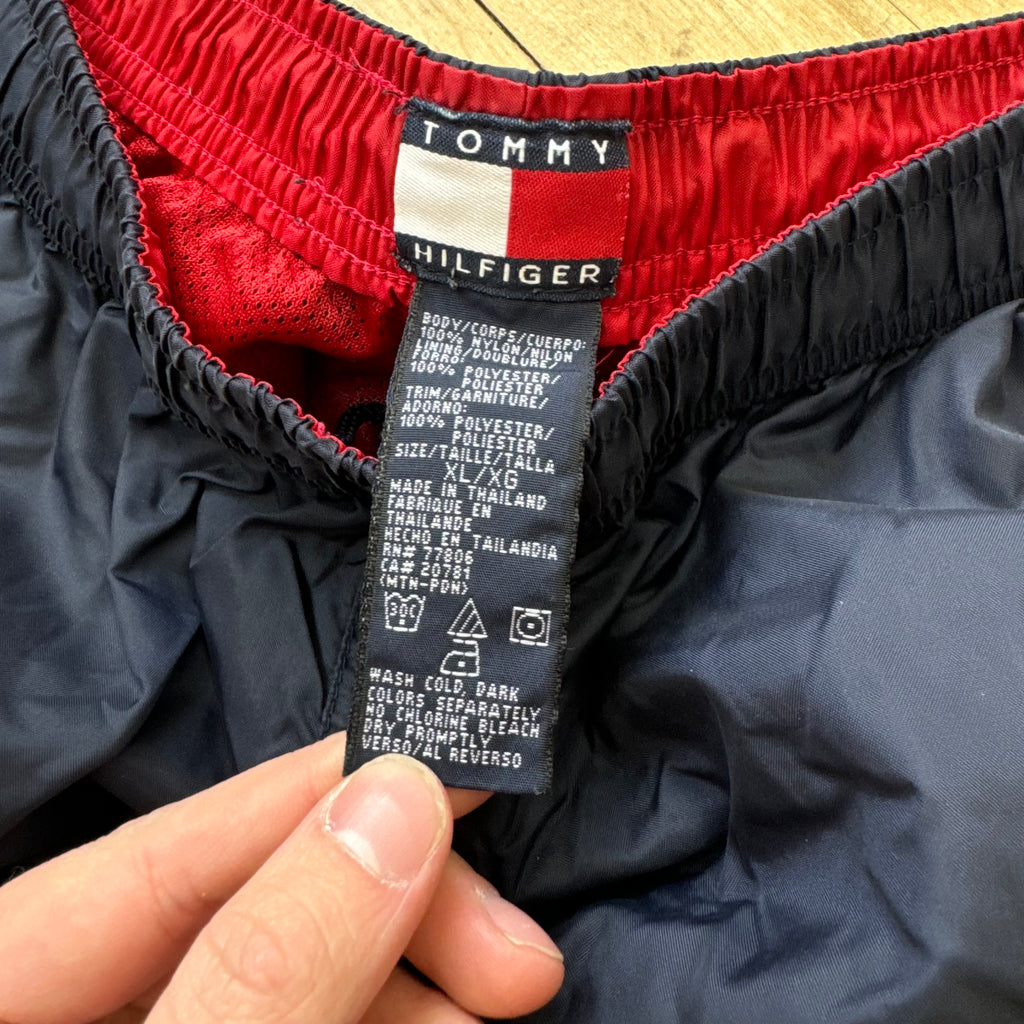 TOMMY
HILFIGER
BODY/CORPS/CUERPO:
100% NYLON/NILON
LINING/DOUBLURE/
FORRO:
100% POLYESTER/
POLIESTER
TRIM/GARNITURE/
ADORNO:
100% POLYESTER/
POLIESTER
SIZE/TAILLE/TALLA
XL/XG
MADE IN THAILAND
FABRIQUE EN
THAILANDE
HECHO EN TAILANDIA
RN# 77806
CA# 20781
(MTN-PDN)
30C
WASH COLD, DARK
COLORS SEPARATELY
NO CHLORINE BLEACH
DRY PROMPTLY
VERSO/AL REVERSO